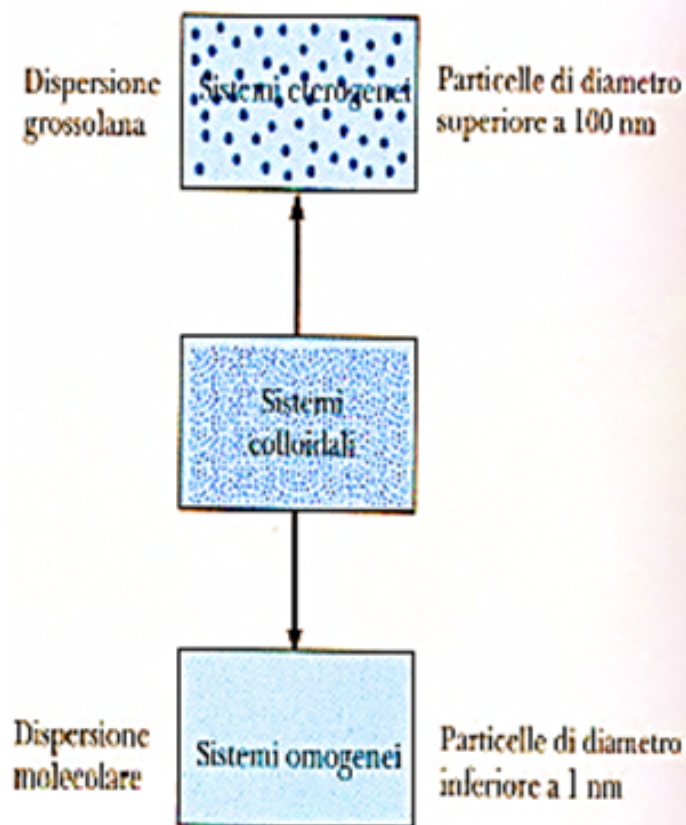 Dispersione
grossolana
Sistemi eterogenei
Particelle di diametro
superiore a 100 nm
Sistemi
colloidali
Dispersione
molecolare
Sistemi omogenei
Particelle di diametro
inferiore a 1 nm